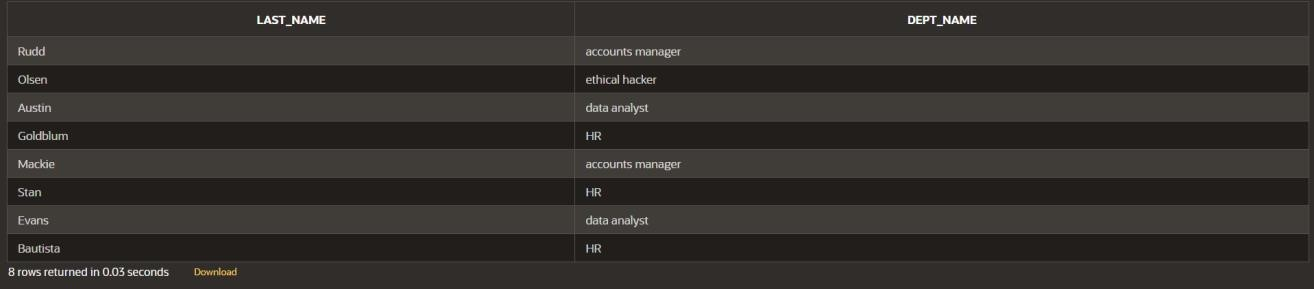 LAST_NAME DEPT_NAME
Rudd accounts manager
Olsen ethical hacker
Austin data analyst
Goldblum HR
Mackie accounts manager
Stan HR
Evans data analyst
Bautista HR
8 rows returned in 0.03 seconds Download